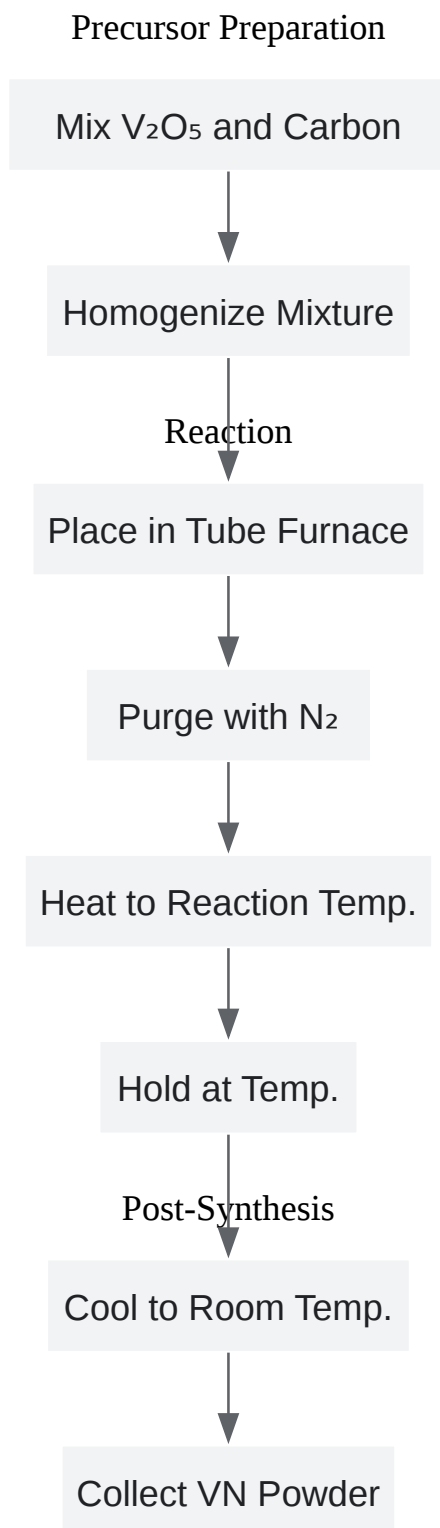 Precursor Preparation
Mix V₂O₅ and Carbon
Homogenize Mixture
Reaction
Place in Tube Furnace
Purge with N₂
Heat to Reaction Temp.
Hold at Temp.
Post-Synthesis
Cool to Room Temp.
Collect VN Powder